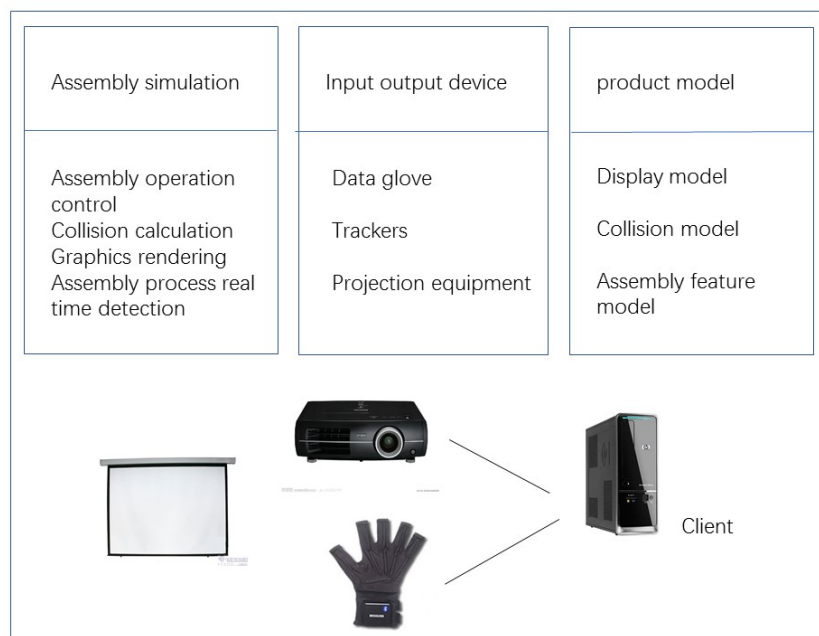 Assembly simulation
Assembly operation
control
Collision calculation
Graphics rendering
Assembly process real
time detection
Input output device
Data glove
Trackers
Projection equipment
product model
Display model
Collision model
Assembly feature
model
Client